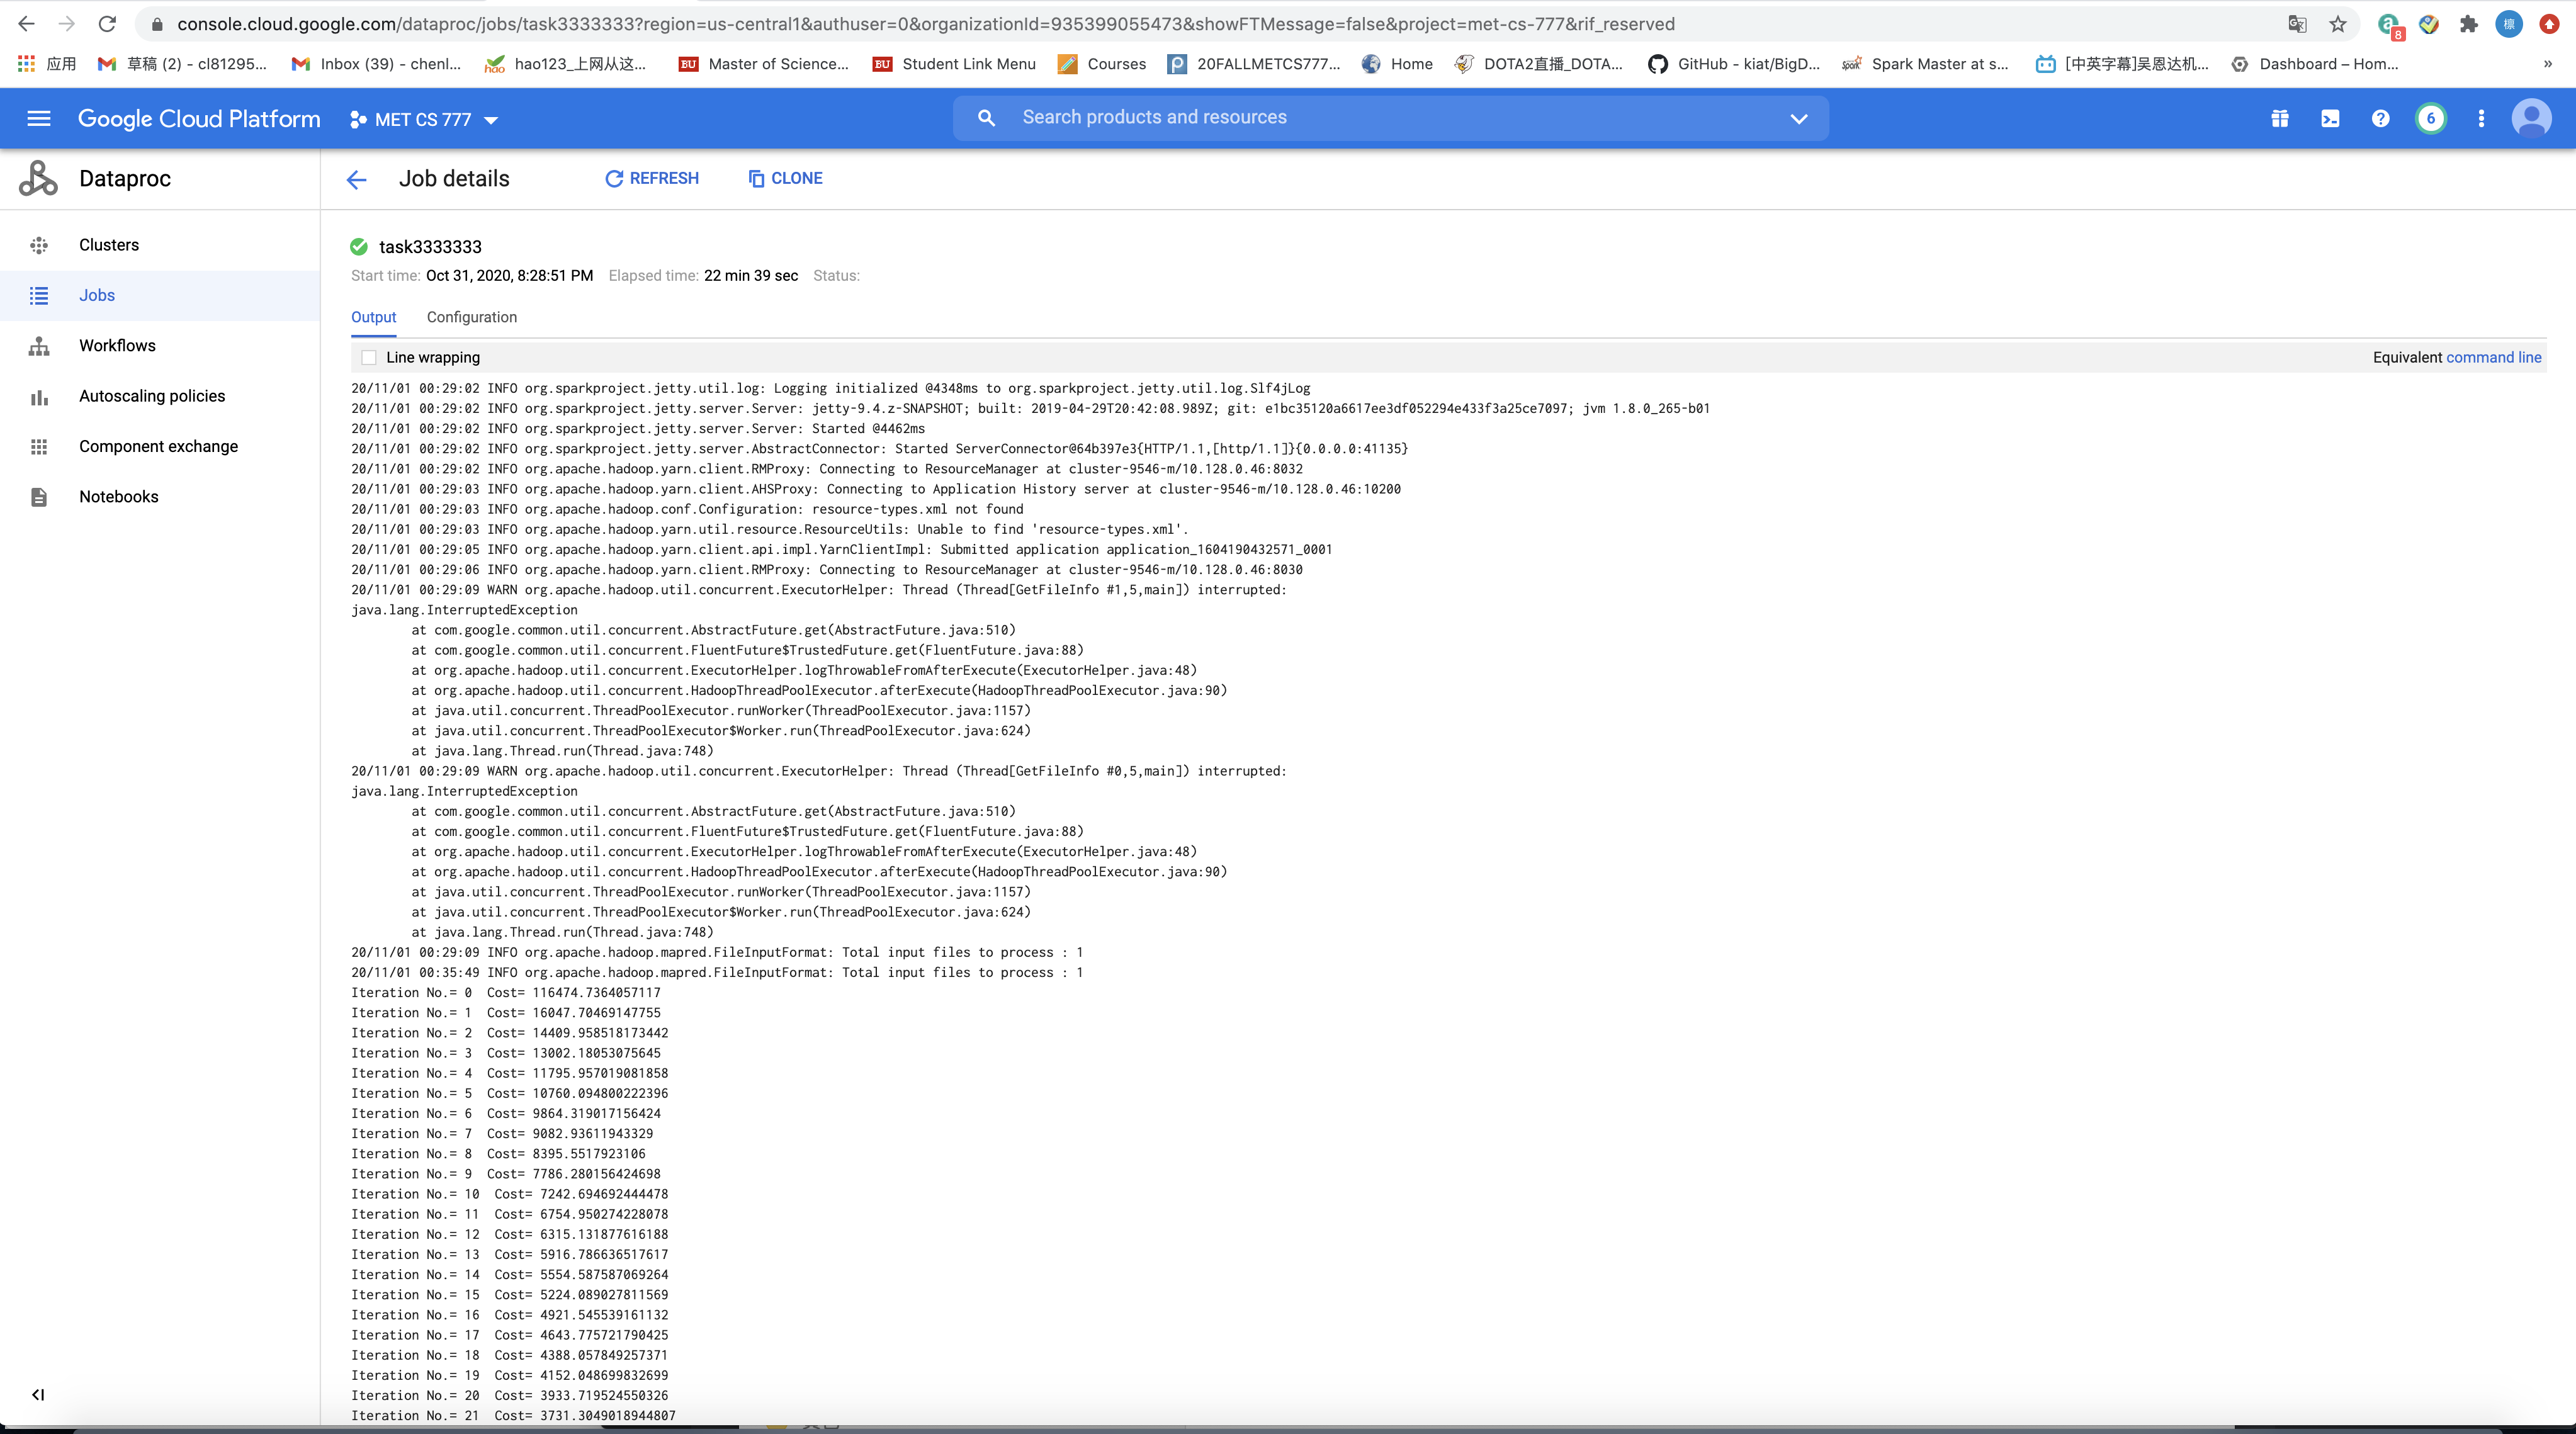 console.cloud.google.com/dataproc/jobs/task3333333?region=us-central1&authuser=0&organizationId=935399055473&showFTMessage=false&project=met-cs-777&rif_reserved
8
檩
应用
草稿 (2) - cl81295...
Inbox (39) - chenl...
hao
hao123_上网从这...
BU
Master of Science...
BU
Student Link Menu
Courses
20FALLMETCS777...
Home
DOTA2直播_DOTA...
GitHub - kiat/BigD...
Spark Master at s...
[中英字幕]吴恩达机...
Dashboard – Hom...
»
Google Cloud Platform
MET CS 777
Search products and resources
6
Dataproc
Job details
REFRESH
CLONE
Clusters
Jobs
Workflows
Autoscaling policies
Component exchange
Notebooks
task3333333
Start time: Oct 31, 2020, 8:28:51 PM Elapsed time: 22 min 39 sec Status:
Output
Configuration
Line wrapping
Equivalent command line
20/11/01 00:29:02 INFO org.sparkproject.jetty.util.log: Logging initialized @4348ms to org.sparkproject.jetty.util.log.Slf4jLog
20/11/01 00:29:02 INFO org.sparkproject.jetty.server.Server: jetty-9.4.z-SNAPSHOT; built: 2019-04-29T20:42:08.989Z; git: e1bc35120a6617ee3df052294e433f3a25ce7097; jvm 1.8.0_265-b01
20/11/01 00:29:02 INFO org.sparkproject.jetty.server.Server: Started @4462ms
20/11/01 00:29:02 INFO org.sparkproject.jetty.server.AbstractConnector: Started ServerConnector@64b397e3{HTTP/1.1,[http/1.1]}{0.0.0.0:41135}
20/11/01 00:29:02 INFO org.apache.hadoop.yarn.client.RMProxy: Connecting to ResourceManager at cluster-9546-m/10.128.0.46:8032
20/11/01 00:29:03 INFO org.apache.hadoop.yarn.client.AHSProxy: Connecting to Application History server at cluster-9546-m/10.128.0.46:10200
20/11/01 00:29:03 INFO org.apache.hadoop.conf.Configuration: resource-types.xml not found
20/11/01 00:29:03 INFO org.apache.hadoop.yarn.util.resource.ResourceUtils: Unable to find 'resource-types.xml'.
20/11/01 00:29:05 INFO org.apache.hadoop.yarn.client.api.impl.YarnClientImpl: Submitted application application_1604190432571_0001
20/11/01 00:29:06 INFO org.apache.hadoop.yarn.client.RMProxy: Connecting to ResourceManager at cluster-9546-m/10.128.0.46:8030
20/11/01 00:29:09 WARN org.apache.hadoop.util.concurrent.ExecutorHelper: Thread (Thread[GetFileInfo #1,5,main]) interrupted:
java.lang.InterruptedException
at com.google.common.util.concurrent.AbstractFuture.get(AbstractFuture.java:510)
at com.google.common.util.concurrent.FluentFuture$TrustedFuture.get(FluentFuture.java:88)
at org.apache.hadoop.util.concurrent.ExecutorHelper.logThrowableFromAfterExecute(ExecutorHelper.java:48)
at org.apache.hadoop.util.concurrent.HadoopThreadPoolExecutor.afterExecute(HadoopThreadPoolExecutor.java:90)
at java.util.concurrent.ThreadPoolExecutor.runWorker(ThreadPoolExecutor.java:1157)
at java.util.concurrent.ThreadPoolExecutor$Worker.run(ThreadPoolExecutor.java:624)
at java.lang.Thread.run(Thread.java:748)
20/11/01 00:29:09 WARN org.apache.hadoop.util.concurrent.ExecutorHelper: Thread (Thread[GetFileInfo #0,5,main]) interrupted:
java.lang.InterruptedException
at com.google.common.util.concurrent.AbstractFuture.get(AbstractFuture.java:510)
at com.google.common.util.concurrent.FluentFuture$TrustedFuture.get(FluentFuture.java:88)
at org.apache.hadoop.util.concurrent.ExecutorHelper.logThrowableFromAfterExecute(ExecutorHelper.java:48)
at org.apache.hadoop.util.concurrent.HadoopThreadPoolExecutor.afterExecute(HadoopThreadPoolExecutor.java:90)
at java.util.concurrent.ThreadPoolExecutor.runWorker(ThreadPoolExecutor.java:1157)
at java.util.concurrent.ThreadPoolExecutor$Worker.run(ThreadPoolExecutor.java:624)
at java.lang.Thread.run(Thread.java:748)
20/11/01 00:29:09 INFO org.apache.hadoop.mapred.FileInputFormat: Total input files to process : 1
20/11/01 00:35:49 INFO org.apache.hadoop.mapred.FileInputFormat: Total input files to process : 1
Iteration No.= 0 Cost= 116474.7364057117
Iteration No.= 1 Cost= 16047.70469147755
Iteration No.= 2 Cost= 14409.958518173442
Iteration No.= 3 Cost= 13002.18053075645
Iteration No.= 4 Cost= 11795.957019081858
Iteration No.= 5 Cost= 10760.094800222396
Iteration No.= 6 Cost= 9864.319017156424
Iteration No.= 7 Cost= 9082.93611943329
Iteration No.= 8 Cost= 8395.5517923106
Iteration No.= 9 Cost= 7786.280156424698
Iteration No.= 10 Cost= 7242.694692444478
Iteration No.= 11 Cost= 6754.950274228078
Iteration No.= 12 Cost= 6315.131877616188
Iteration No.= 13 Cost= 5916.786636517617
Iteration No.= 14 Cost= 5554.587587069264
Iteration No.= 15 Cost= 5224.089027811569
Iteration No.= 16 Cost= 4921.545539161132
Iteration No.= 17 Cost= 4643.775721790425
Iteration No.= 18 Cost= 4388.057849257371
Iteration No.= 19 Cost= 4152.048699832699
Iteration No.= 20 Cost= 3933.719524550326
Iteration No.= 21 Cost= 3731.3049018944807